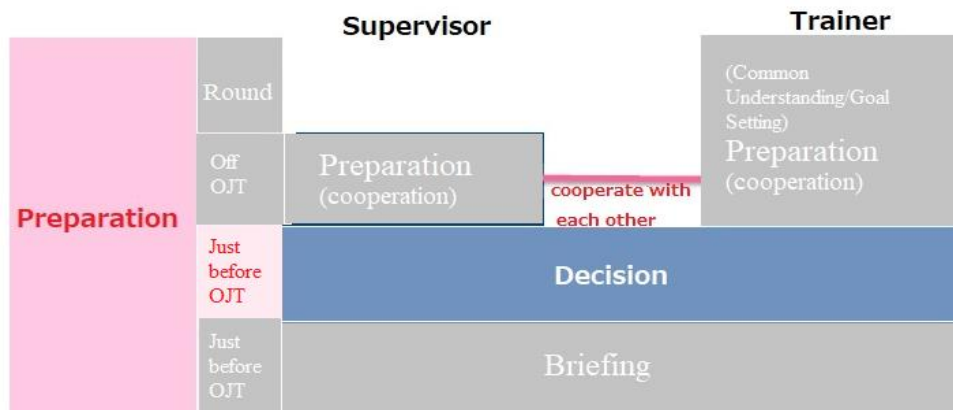 Supervisor
Trainer
Preparation
Round
(Common
Understanding/Goal
Setting)
Preparation
(cooperation)
Off
OJT
Preparation
(cooperation)
cooperate with
each other
Just
before
OJT
Decision
Just
before
OJT
Briefing